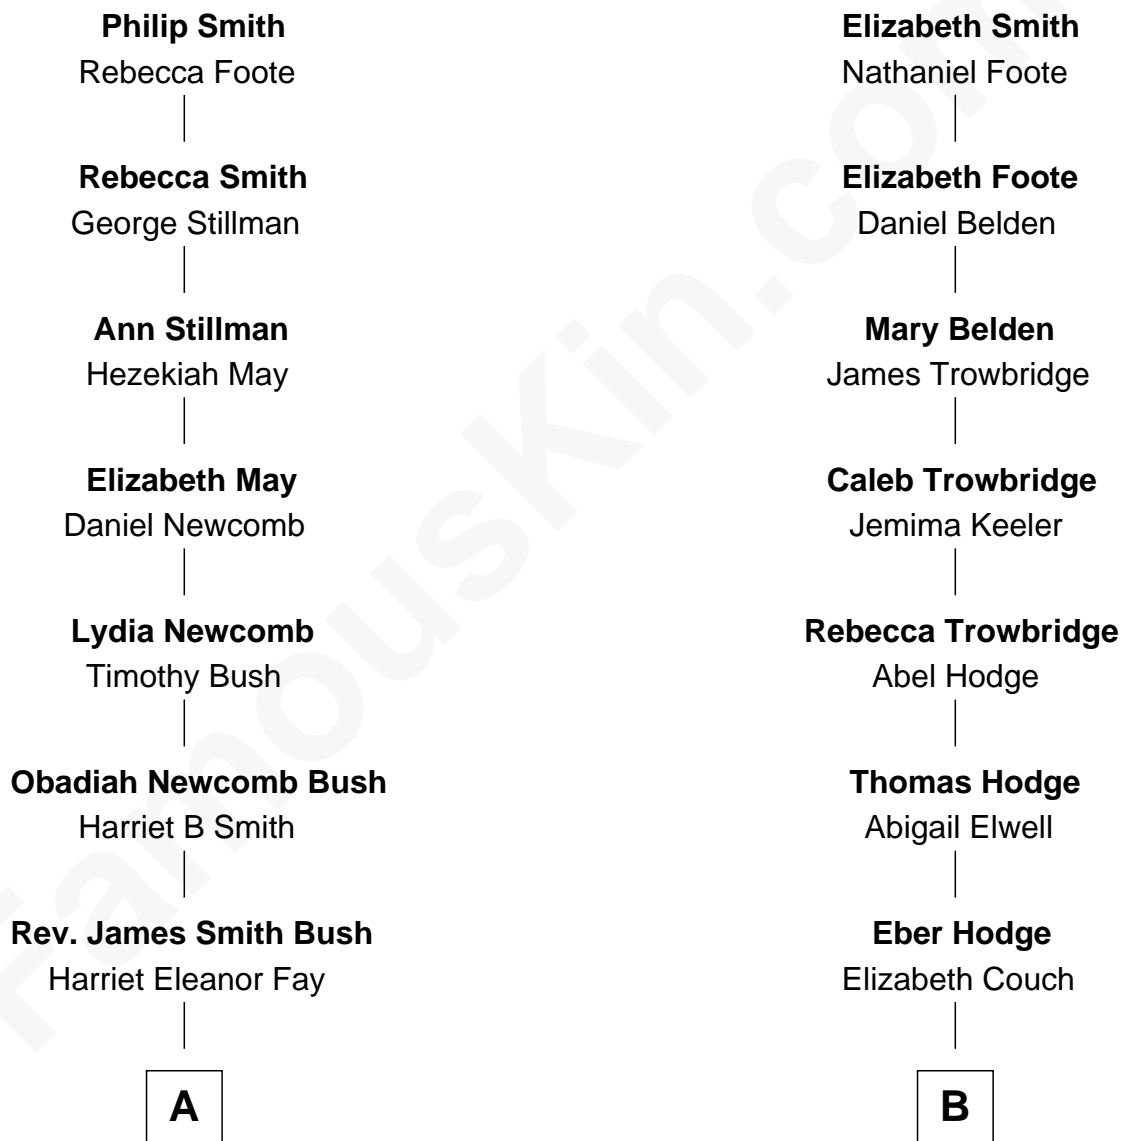 Philip Smith
Rebecca Foote
Rebecca Smith
George Stillman
Ann Stillman
Hezekiah May
Elizabeth May
Daniel Newcomb
Lydia Newcomb
Timothy Bush
Obadiah Newcomb Bush
Harriet B Smith
Rev. James Smith Bush
Harriet Eleanor Fay
A
Elizabeth Smith
Nathaniel Foote
Elizabeth Foote
Daniel Belden
Mary Belden
James Trowbridge
Caleb Trowbridge
Jemima Keeler
Rebecca Trowbridge
Abel Hodge
Thomas Hodge
Abigail Elwell
Eber Hodge
Elizabeth Couch
B
FamousKin.com